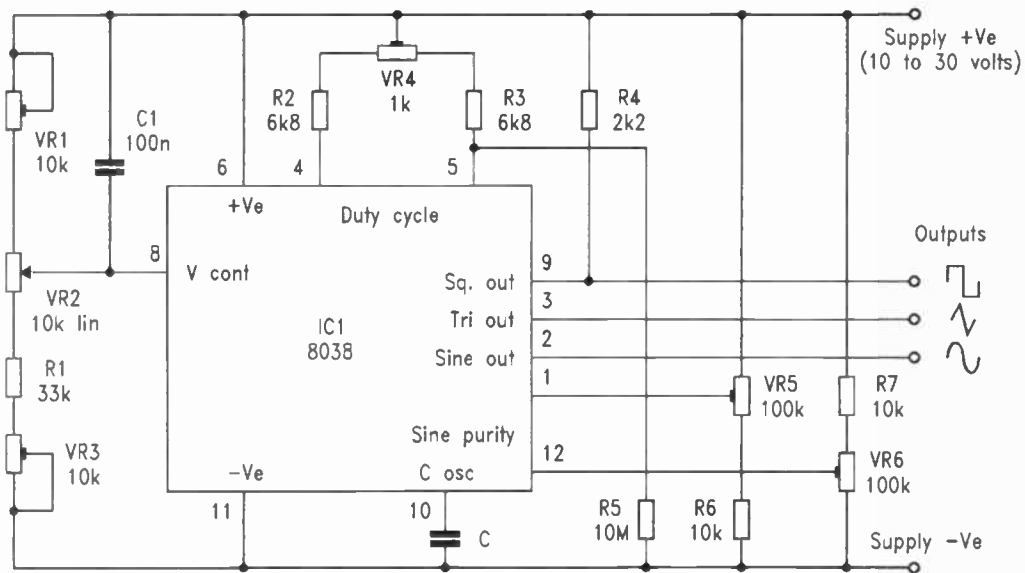 Supply +Ve
(10 to 30 volts)
VR1
10k
C1
100n
R2
6k8
VR4
1k
R3
6k8
R4
2k2
6
4
5
+Ve
Duty cycle
8
V cont
VR2
10k lin
IC1
8038
Sq. out
9
Tri out
3
Sine out
2
1
Outputs
R1
33k
VR5
100k
R7
10k
VR3
10k
Sine purity
12
VR6
100k
-Ve
C osc
11
10
C
R5
10M
R6
10k
Supply -Ve